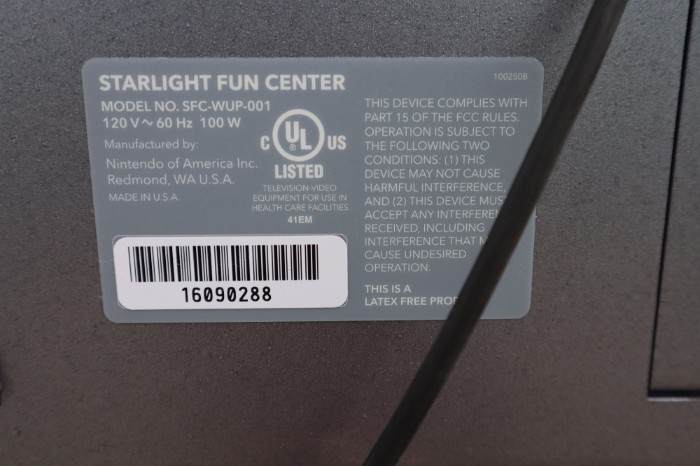 STARLIGHT FUN CENTER
MODEL NO. SFC-WUP-001
120 V ~ 60 Hz 100 W
Manufactured by:
Nintendo of America Inc.
Redmond, WA U.S.A.
MADE IN U.S.A.
C UL ® US
LISTED
TELEVISION-VIDEO
EQUIPMENT FOR USE IN
HEALTH CARE FACILITIES
41EM
16090288
100250B
THIS DEVICE COMPLIES WITH
PART 15 OF THE FCC RULES.
OPERATION IS SUBJECT TO
THE FOLLOWING TWO
CONDITIONS: (1) THIS
DEVICE MAY NOT CAUSE
HARMFUL INTERFERENCE,
AND (2) THIS DEVICE MUST
ACCEPT ANY
RECEIVED, INCLUDING
INTERFERENCE THAT
CAUSE UNDESIRED
OPERATION.
THIS IS A
LATEX FREE